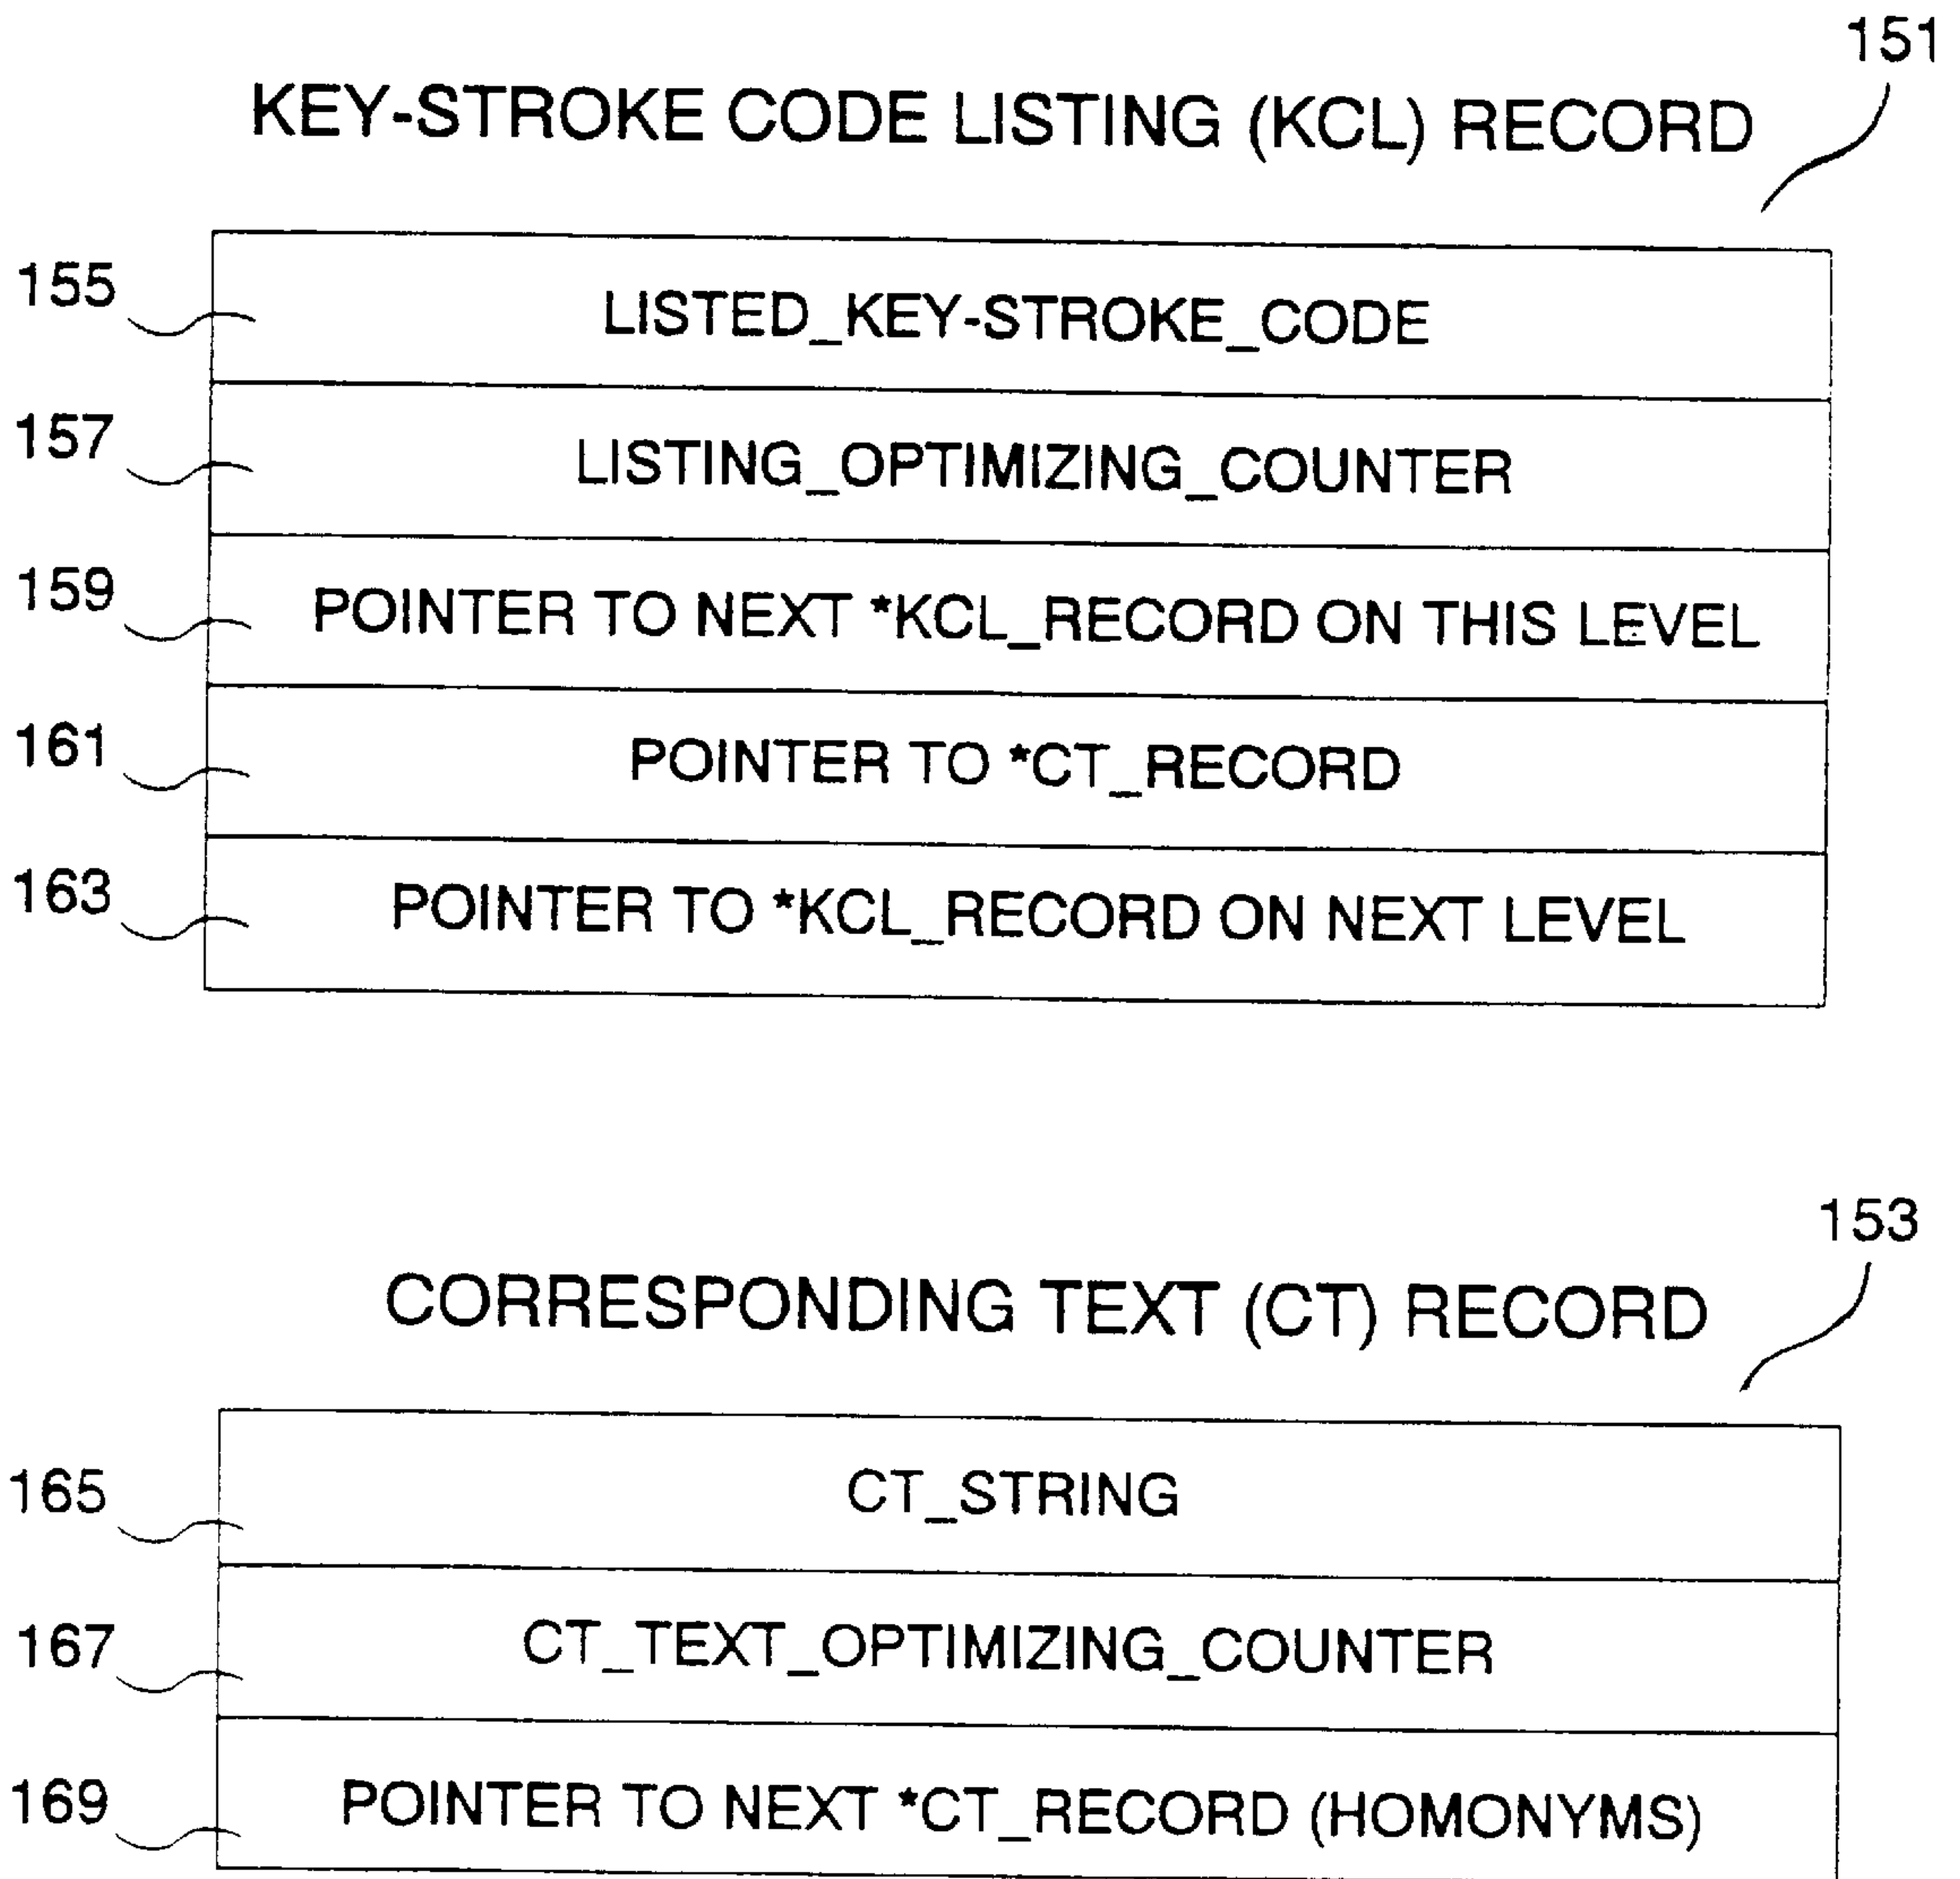 151
KEY-STROKE CODE LISTING (KCL) RECORD
155 LISTED_KEY-STROKE_CODE
157 LISTING_OPTIMIZING_COUNTER
159 POINTER TO NEXT *KCL_RECORD ON THIS LEVEL
161 POINTER TO *CT_RECORD
163 POINTER TO *KCL_RECORD ON NEXT LEVEL
153
CORRESPONDING TEXT (CT) RECORD
165 CT_STRING
167 CT_TEXT_OPTIMIZING_COUNTER
169 POINTER TO NEXT *CT_RECORD (HOMONYMS)